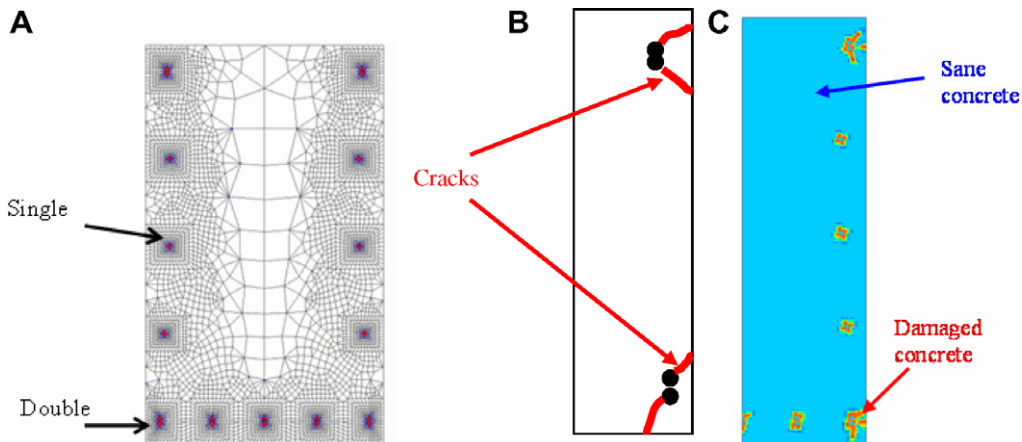 A
Single
Double
B
Cracks
C
Sane
concrete
Damaged
concrete